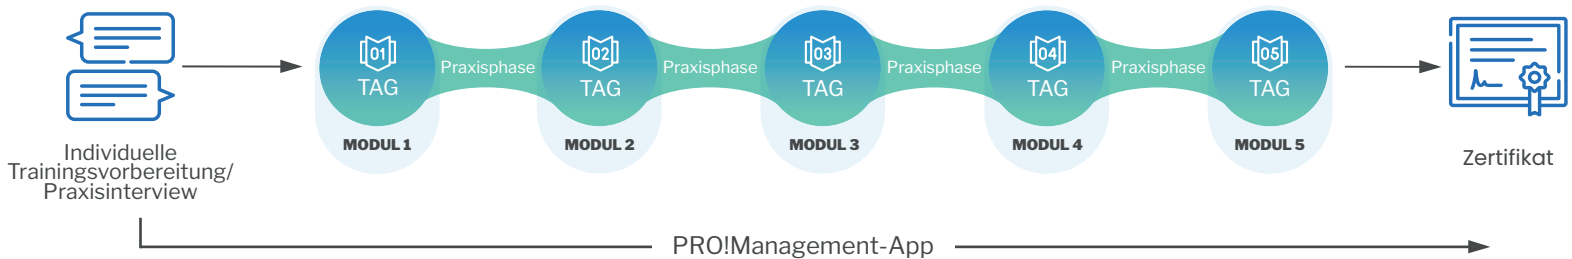 Individuelle
Trainingsvorbereitung/
Praxisinterview
01
TAG
MODUL 1
Praxisphase
02
TAG
MODUL 2
Praxisphase
03
TAG
MODUL 3
Praxisphase
04
TAG
MODUL 4
Praxisphase
05
TAG
MODUL 5
Zertifikat
PRO!Management-App